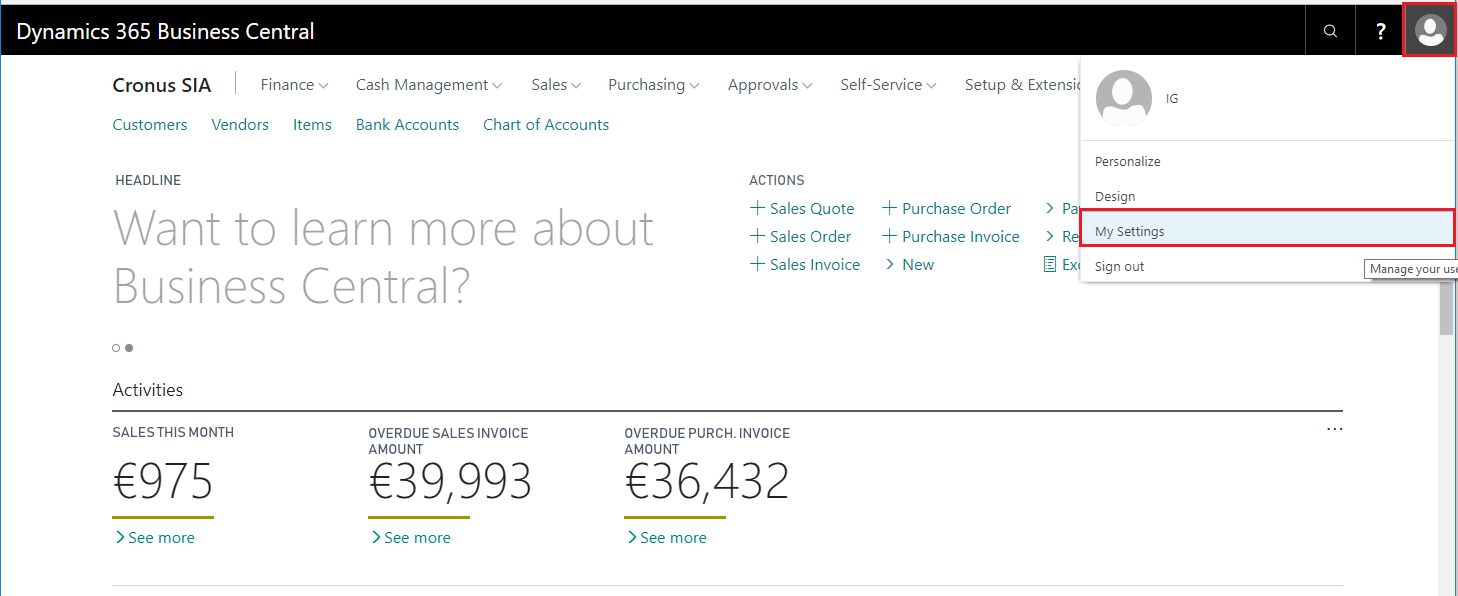 Dynamics 365 Business Central
?
Cronus SIA
Finance
Cash Management
Sales
Purchasing
Approvals
Self-Service
Setup & Extensic
Customers
Vendors
Items
Bank Accounts
Chart of Accounts
IG
Personalize
Design
My Settings
Sign out
Manage your use
HEADLINE
Want to learn more about
Business Central?
ACTIONS
+ Sales Quote
+ Sales Order
+ Sales Invoice
+ Purchase Order
+ Purchase Invoice
> New
> Pa
> Re
Exc
Activities
...
SALES THIS MONTH
€975
> See more
OVERDUE SALES INVOICE
AMOUNT
€39,993
> See more
OVERDUE PURCH. INVOICE
AMOUNT
€36,432
> See more